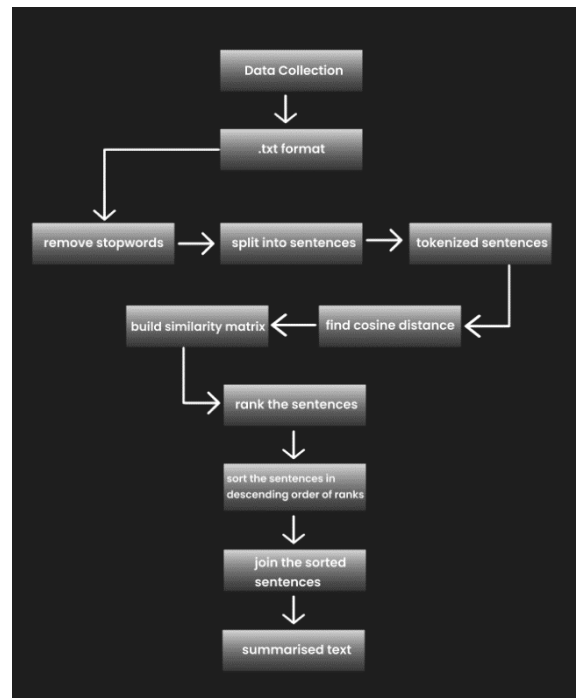 Data Collection
.txt format
remove stopwords
split into sentences
tokenized sentences
find cosine distance
build similarity matrix
rank the sentences
sort the sentences in
descending order of ranks
join the sorted
sentences
summarised text